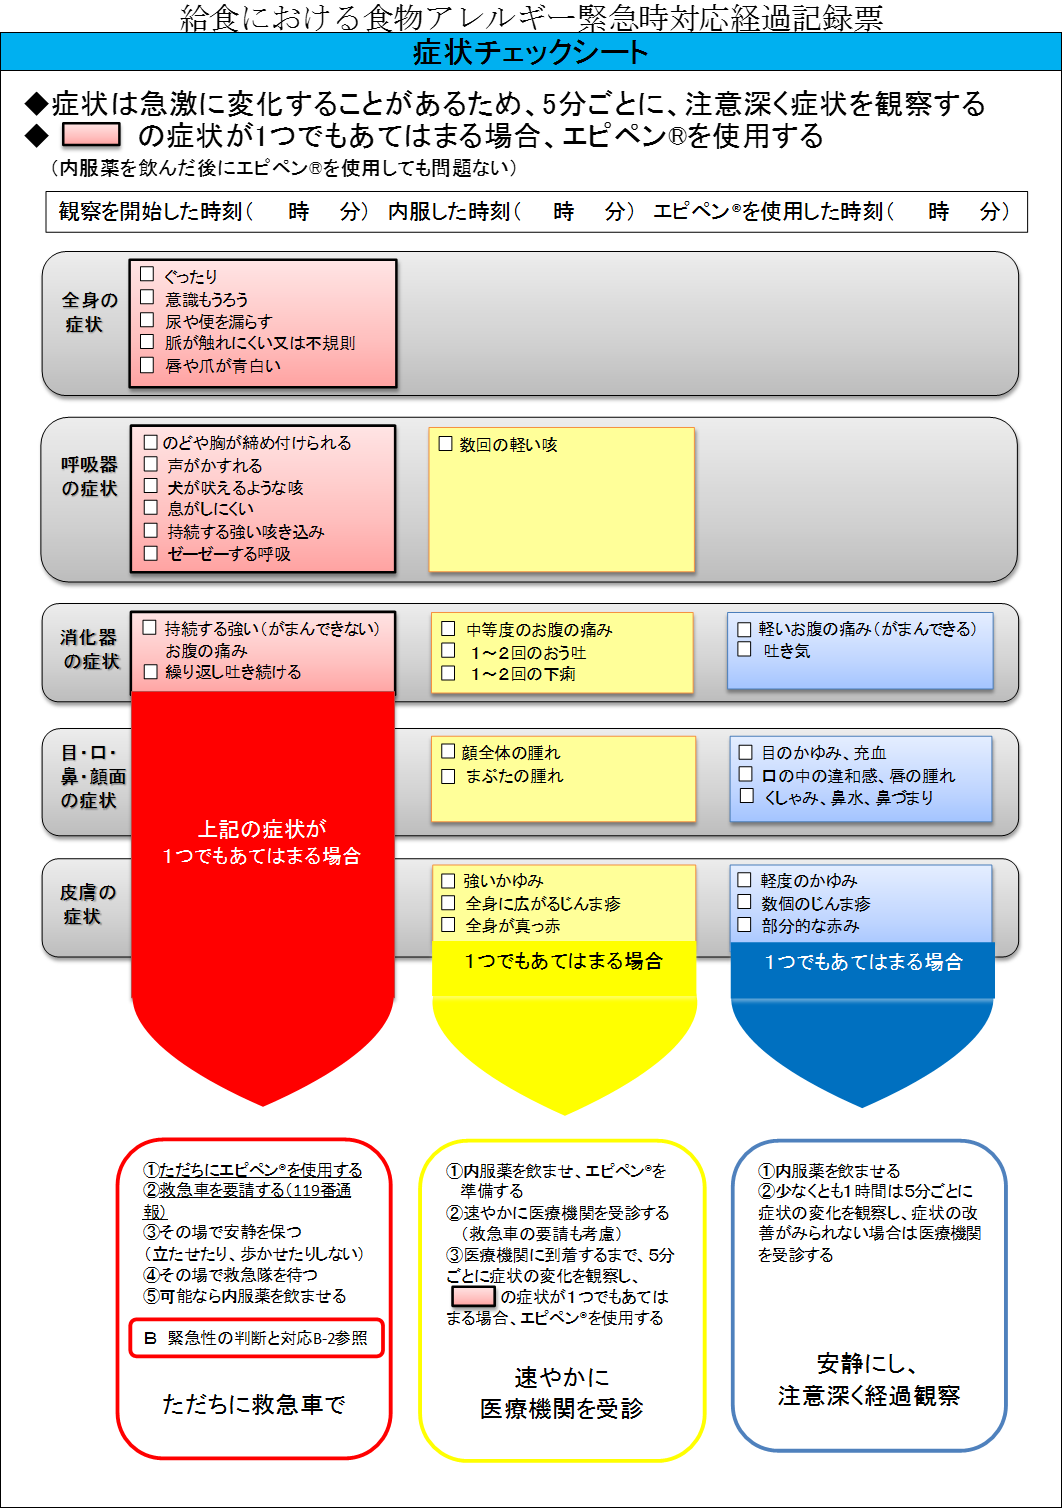 給食における食物アレルギー緊急時対応経過記録票
症状チェックシート
◆症状は急激に変化することがあるため、5分ごとに、注意深く症状を観察する
◆ の症状が1つでもあてはまる場合、エピペン®を使用する
（内服薬を飲んだ後にエピペン®を使用しても問題ない）
観察を開始した時刻（ 時 分） 内服した時刻（ 時 分） エピペン®を使用した時刻（ 時 分）
全身の
症状
□ ぐったり
□ 意識もうろう
□ 尿や便を漏らす
□ 脈が触れにくい又は不規則
□ 唇や爪が青白い
呼吸器
の症状
□ のどや胸が締め付けられる
□ 声がかすれる
□ 犬が吠えるような咳
□ 息がしにくい
□ 持続する強い咳き込み
□ ゼーゼーする呼吸
□ 数回の軽い咳
消化器
の症状
□ 持続する強い（がまんできない）
お腹の痛み
□ 繰り返し吐き続ける
□ 中等度のお腹の痛み
□ １～２回のおう吐
□ １～２回の下痢
□ 軽いお腹の痛み（がまんできる）
□ 吐き気
目・口・
鼻・顔面
の症状
□ 顔全体の腫れ
□ まぶたの腫れ
□ 目のかゆみ、充血
□ 口の中の違和感、唇の腫れ
□ くしゃみ、鼻水、鼻づまり
上記の症状が
１つでもあてはまる場合
皮膚の
症状
□ 強いかゆみ
□ 全身に広がるじんま疹
□ 全身が真っ赤
□ 軽度のかゆみ
□ 数個のじんま疹
□ 部分的な赤み
１つでもあてはまる場合
１つでもあてはまる場合
①ただちにエピペン®を使用する
②救急車を要請する（119番通
報）
③その場で安静を保つ
（立たせたり、歩かせたりしない）
④その場で救急隊を待つ
⑤可能なら内服薬を飲ませる
B 緊急性の判断と対応B-2参照
ただちに救急車で
①内服薬を飲ませ、エピペン®を
準備する
②速やかに医療機関を受診する
（救急車の要請も考慮）
③医療機関に到着するまで、5分
ごとに症状の変化を観察し、
の症状が１つでもあては
まる場合、エピペン®を使用する
速やかに
医療機関を受診
①内服薬を飲ませる
②少なくとも１時間は５分ごとに
症状の変化を観察し、症状の改
善がみられない場合は医療機関
を受診する
安静にし、
注意深く経過観察